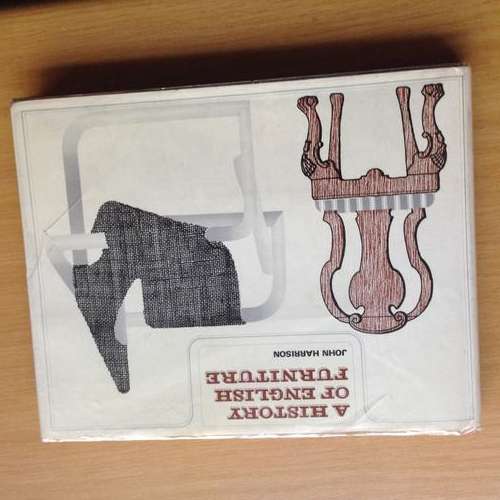 A HISTORY
OF ENGLISH
FURNITURE
JOHN HARRISON